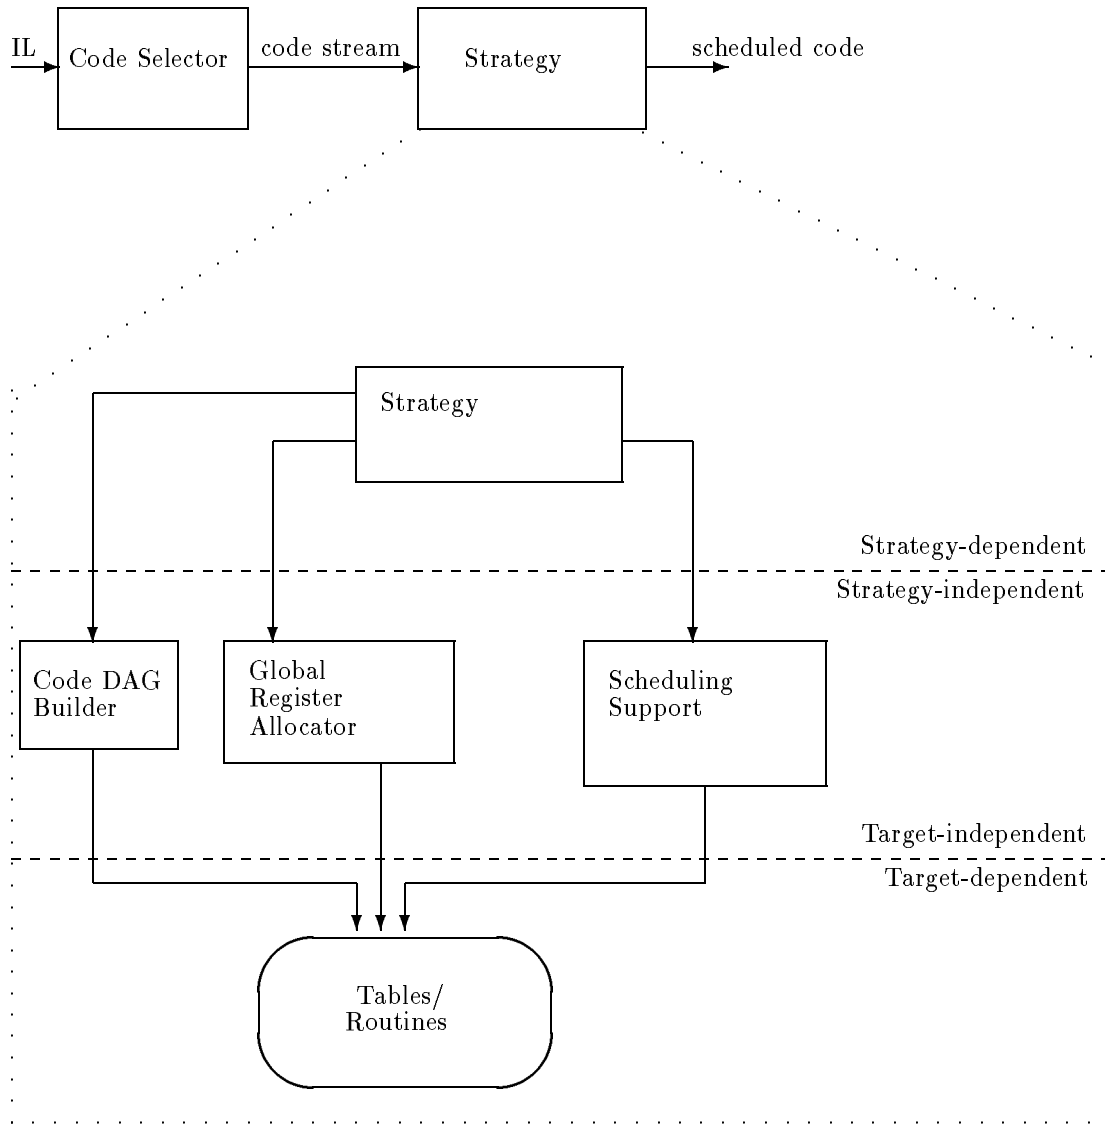 IL
Code Selector
code stream
Strategy
scheduled code
Strategy
Strategy-dependent
Strategy-independent
Code DAG
Builder
Global
Register
Allocator
Scheduling
Support
Target-independent
Target-dependent
Tables/
Routines